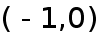 ( - 1,0)